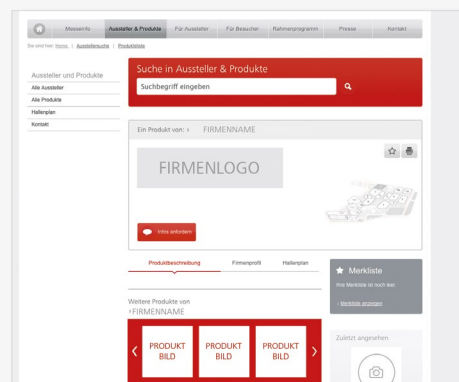 Messeinfo Aussteller & Produkte Für Aussteller Für Besucher Rahmenprogramm Presse Kontakt
Sie sind hier: Home | Ausstellersuche | Produktliste
Aussteller und Produkte
Alle Aussteller
Alle Produkte
Hallenplan
Kontakt
Suche in Aussteller & Produkte
Suchbegriff eingeben
Ein Produkt von: › FIRMENNAME
FIRMENLOGO
Infos anfordern
Produktbeschreibung Firmenprofil Hallenplan
Weitere Produkte von
›FIRMENNAME
PRODUKT BILD
PRODUKT BILD
PRODUKT BILD
Merkliste
Ihre Merkliste ist noch leer.
› Merkliste anzeigen
Zuletzt angesehen